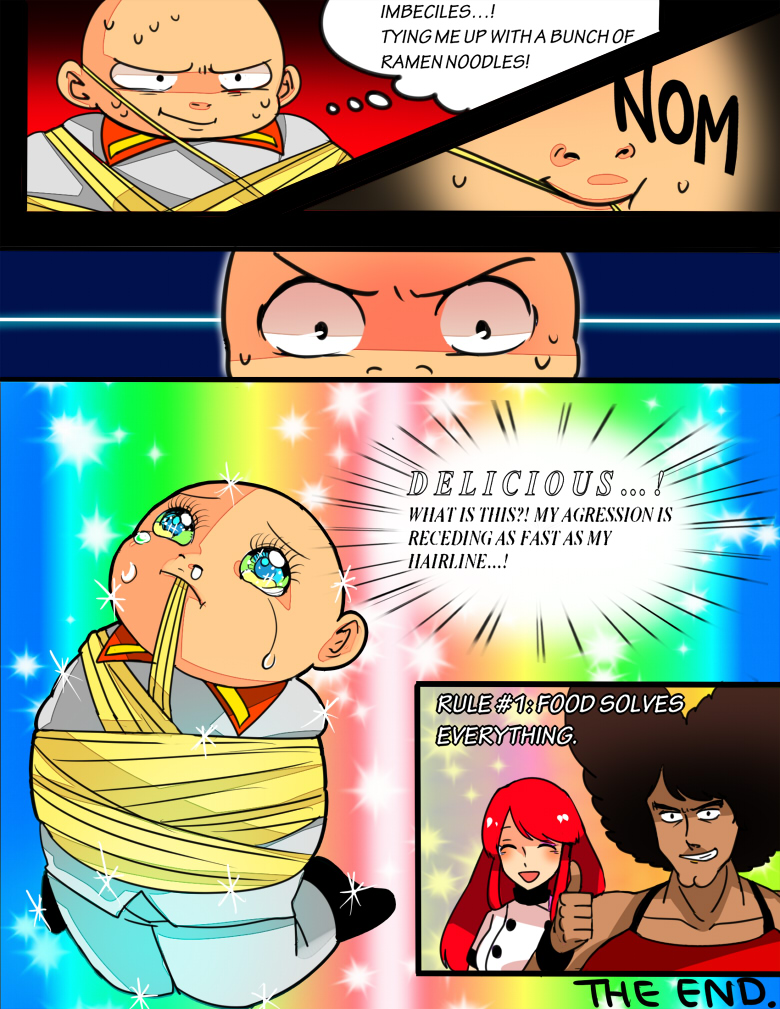 IMBECILES...!
TYING ME UP WITH A BUNCH OF
RAMEN NOODLES!
NOM
DELICIOUS...!
WHAT IS THIS?! MY AGRESSION IS
RECEDING AS FAST AS MY
HAIRLINE...!
RULE #1: FOOD SOLVES
EVERYTHING.
THE END.